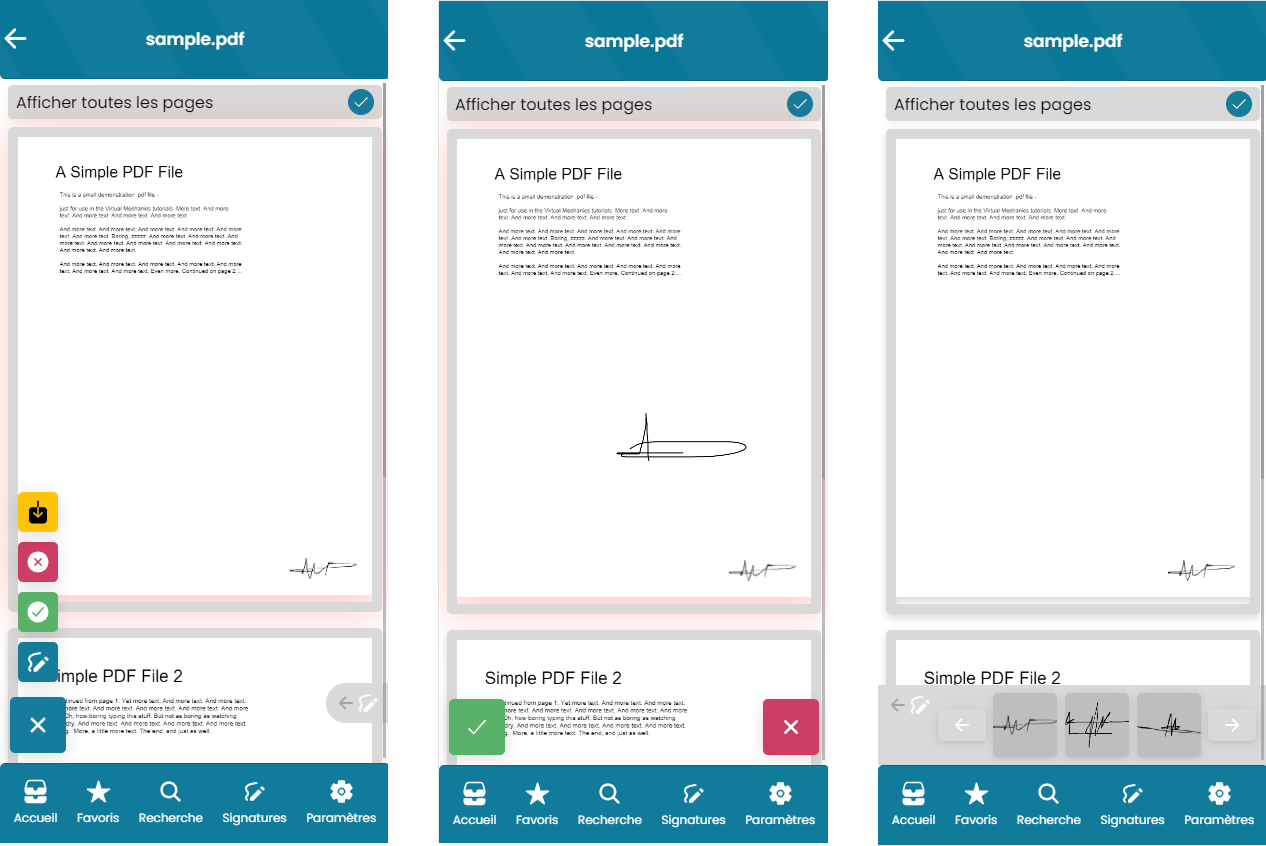 sample.pdf
Afficher toutes les pages
A Simple PDF File
This is a small demonstration .pdf file -
just for use in the Virtual Mechanics tutorials. More text. And more
text. And more text. And more text. And more text.
And more text. And more text. And more text. And more text. And more
text. And more text. Boring, zzzzz. And more text. And more text. And
more text. And more text. And more text. And more text. And more text.
And more text. And more text.
And more text. And more text. And more text. And more text. And more
text. And more text. And more text. Even more. Continued on page 2 ...
imple PDF File 2
tinued from page 1. Yet more text. And more text. And more text.
more text. And more text. And more text. And more text. And more
Oh, how boring typing this stuff. But not as boring as watching
dry. And more text. And more text. And more text. And more text.
g. More, a little more text. The end, and just as well.
Accueil
Favoris
Recherche
Signatures
Paramètres
sample.pdf
Afficher toutes les pages
A Simple PDF File
This is a small demonstration .pdf file -
just for use in the Virtual Mechanics tutorials. More text. And more
text. And more text. And more text. And more text.
And more text. And more text. And more text. And more text. And more
text. And more text. Boring, zzzzz. And more text. And more text. And
more text. And more text. And more text. And more text. And more text.
And more text. And more text.
And more text. And more text. And more text. And more text. And more
text. And more text. And more text. Even more. Continued on page 2 ...
Simple PDF File 2
tinued from page 1. Yet more text. And more text. And more text.
more text. And more text. And more text. And more text. And more
Oh, how boring typing this stuff. But not as boring as watching
dry. And more text. And more text. And more text. And more text.
g. More, a little more text. The end, and just as well.
Accueil
Favoris
Recherche
Signatures
Paramètres
sample.pdf
Afficher toutes les pages
A Simple PDF File
This is a small demonstration .pdf file -
just for use in the Virtual Mechanics tutorials. More text. And more
text. And more text. And more text. And more text.
And more text. And more text. And more text. And more text. And more
text. And more text. Boring, zzzzz. And more text. And more text. And
more text. And more text. And more text. And more text. And more text.
And more text. And more text.
And more text. And more text. And more text. And more text. And more
text. And more text. And more text. Even more. Continued on page 2 ...
Simple PDF File 2
Accueil
Favoris
Recherche
Signatures
Paramètres